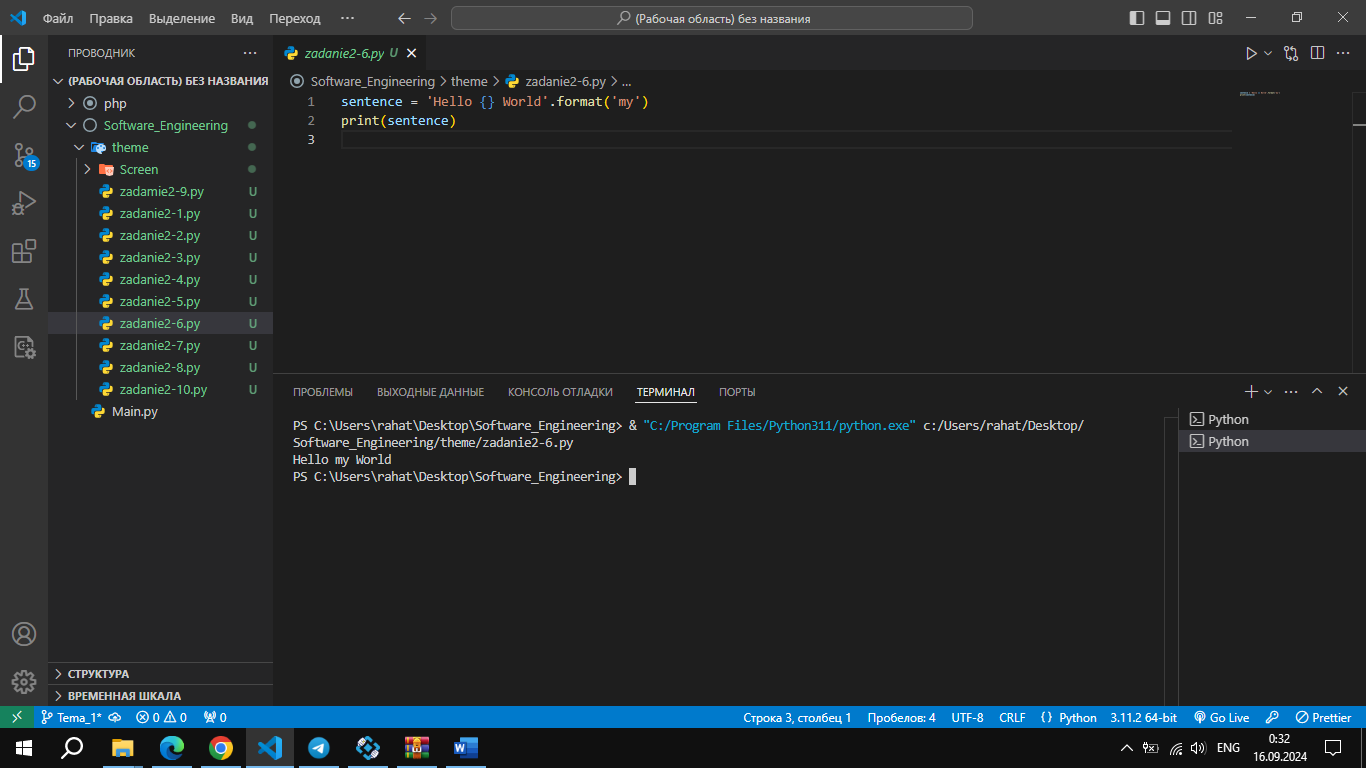 Файл Правка Выделение Вид Переход ··· (Рабочая область) без названия
ПРОВОДНИК
(РАБОЧАЯ ОБЛАСТЬ) БЕЗ НАЗВАНИЯ
php
Software_Engineering
theme
Screen
zadamie2-9.py U
zadanie2-1.py U
zadanie2-2.py U
zadanie2-3.py U
zadanie2-4.py U
zadanie2-5.py U
zadanie2-6.py U
zadanie2-7.py U
zadanie2-8.py U
zadanie2-10.py U
Main.py
СТРУКТУРА
ВРЕМЕННАЯ ШКАЛА
15
zadanie2-6.py U
Software_Engineering > theme > zadanie2-6.py > ...
1 sentence = 'Hello {} World'.format('my')
2 print(sentence)
3
ПРОБЛЕМЫ ВЫХОДНЫЕ ДАННЫЕ КОНСОЛЬ ОТЛАДКИ ТЕРМИНАЛ ПОРТЫ
PS C:\Users\rahat\Desktop\Software_Engineering> & "C:/Program Files/Python311/python.exe" c:/Users/rahat/Desktop/
Software_Engineering/theme/zadanie2-6.py
Hello my World
PS C:\Users\rahat\Desktop\Software_Engineering>
Python
Python
Tema_1* 0 0 0 Строка 3, столбец 1 Пробелов: 4 UTF-8 CRLF {} Python 3.11.2 64-bit Go Live Prettier
ENG 0:32
16.09.2024